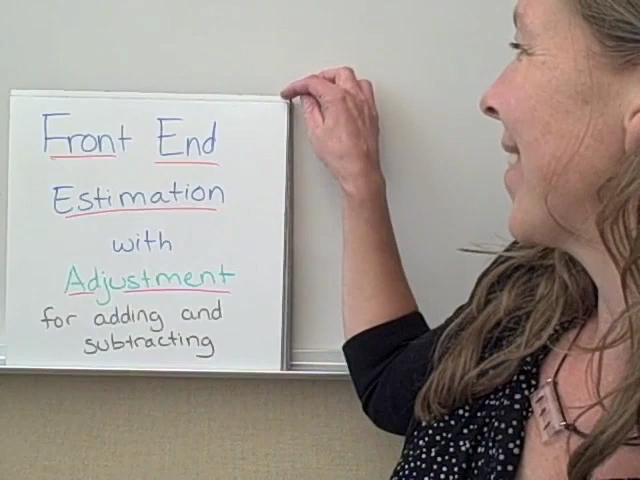 Front End
Estimation
with
Adjustment
for adding and
subtracting